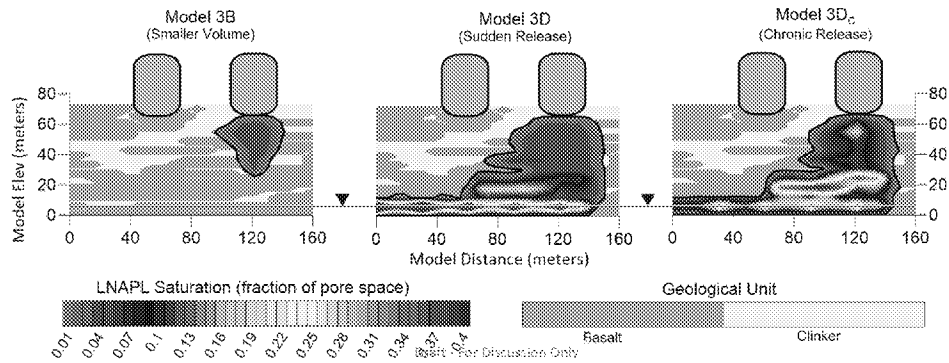 Model 3B
(Smaller Volume)
Model 3D
(Sudden Release)
Model 3Dc
(Chronic Release)
Model Elev (meters)
80
60
40
20
0
80
60
40
20
0
0 40 80 120 160
0 40 80 120 160
0 40 80 120 160
Model Distance (meters)
LNAPL Saturation (fraction of pore space)
0.01 0.04 0.07 0.1 0.13 0.16 0.19 0.22 0.25 0.28 0.31 0.34 0.37 0.4
Geological Unit
Basalt
Clinker
Draft - For Discussion Only